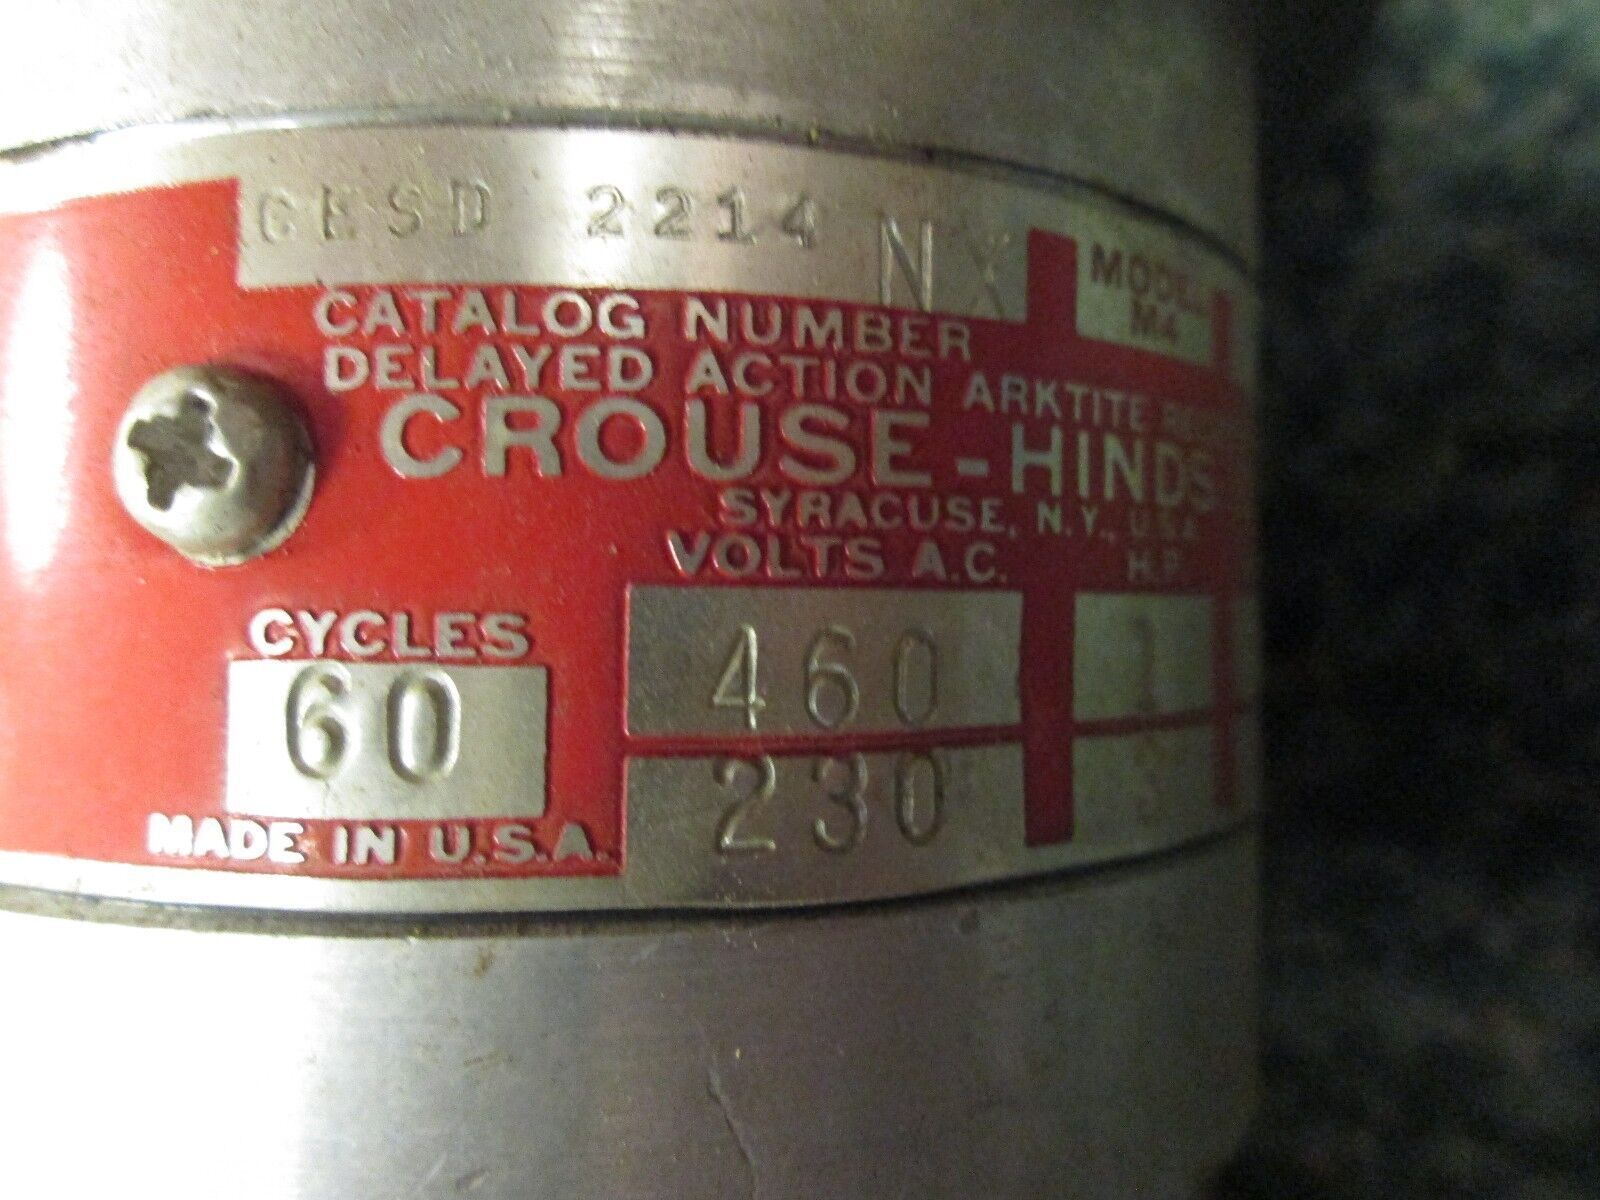 CESD 2214 NX
MODEL M4
CATALOG NUMBER
DELAYED ACTION ARKTITE
CROUSE-HINDS
SYRACUSE, N.Y., U.S.A.
VOLTS A.C. H.P.
CYCLES
60
460 1
230
MADE IN U.S.A.